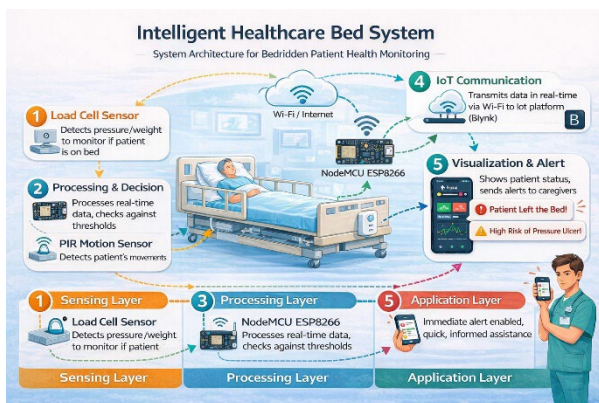 Intelligent Healthcare Bed System
System Architecture for Bedridden Patient Health Monitoring
1 Load Cell Sensor
Detects pressure/weight
to monitor if patient
is on bed
2 Processing & Decision
Processes real-time
data, checks against
thresholds
PIR Motion Sensor
Detects patient's movements
Wi-Fi / Internet
NodeMCU ESP8266
4 IoT Communication
Transmits data in real-time
via Wi-Fi to Iot platform
(Blynk)
B
5 Visualization & Alert
Shows patient status,
sends alerts to caregivers
Patient Left the Bed!
High Risk of Pressure Ulcer!
1 Sensing Layer
Load Cell Sensor
Detects pressure/weight
to monitor if patient
Sensing Layer
3 Processing Layer
NodeMCU ESP8266
Processes real-time data,
checks against thresholds
Processing Layer
5 Application Layer
Immediate alert enabled,
quick, informed assistance
Application Layer